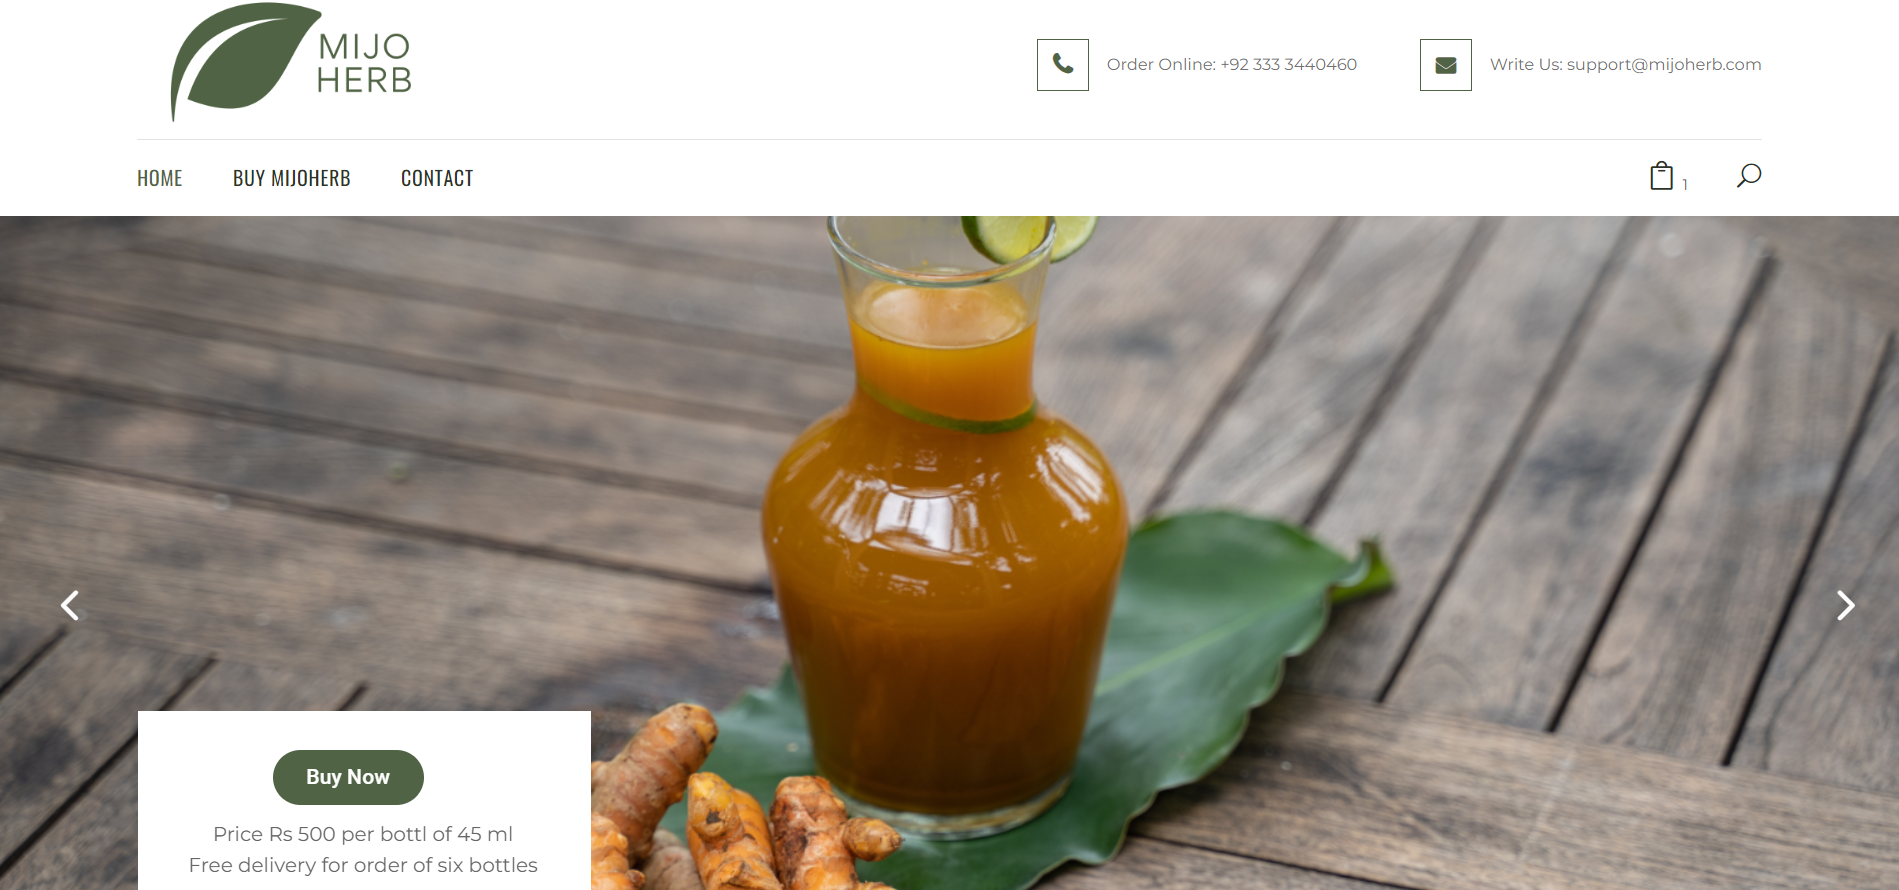 MIJO
HERB
Order Online: +92 333 3440460
Write Us: support@mijoherb.com
HOME
BUY MIJOHERB
CONTACT
1
Buy Now
Price Rs 500 per bottl of 45 ml
Free delivery for order of six bottles